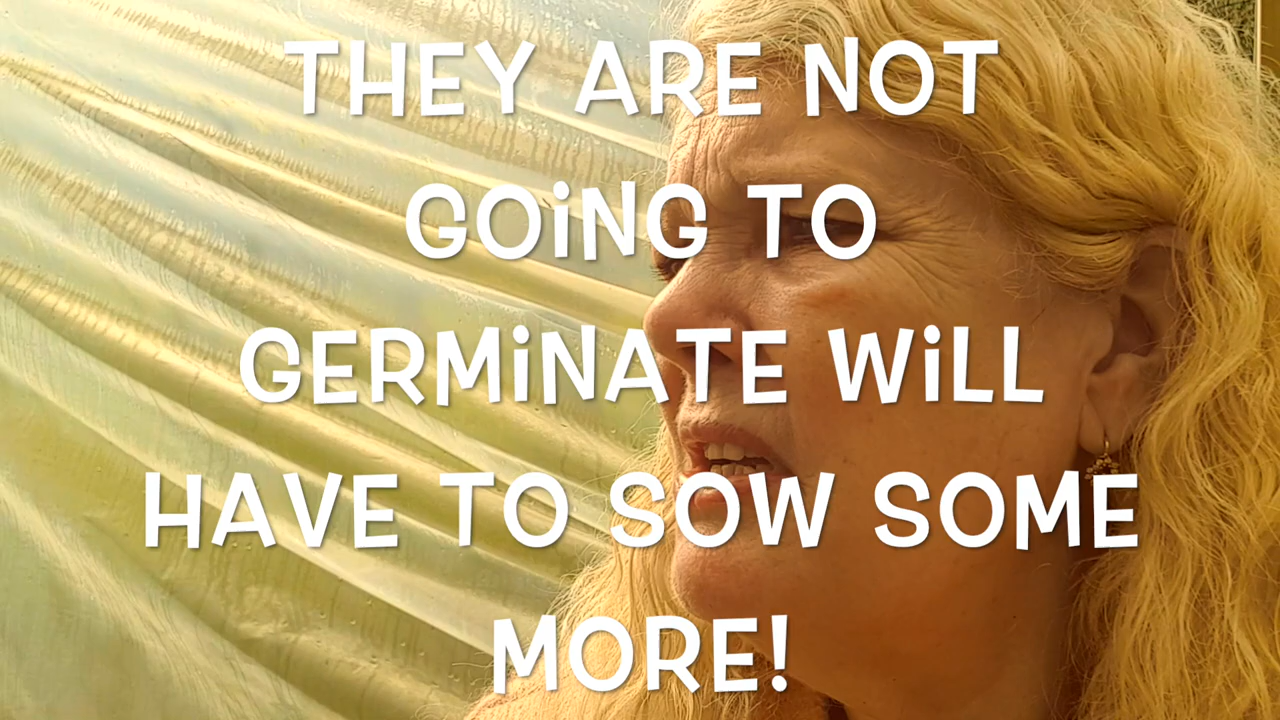 THEY ARE NOT
GOING TO
GERMINATE WILL
HAVE TO SOW SOME
MORE!